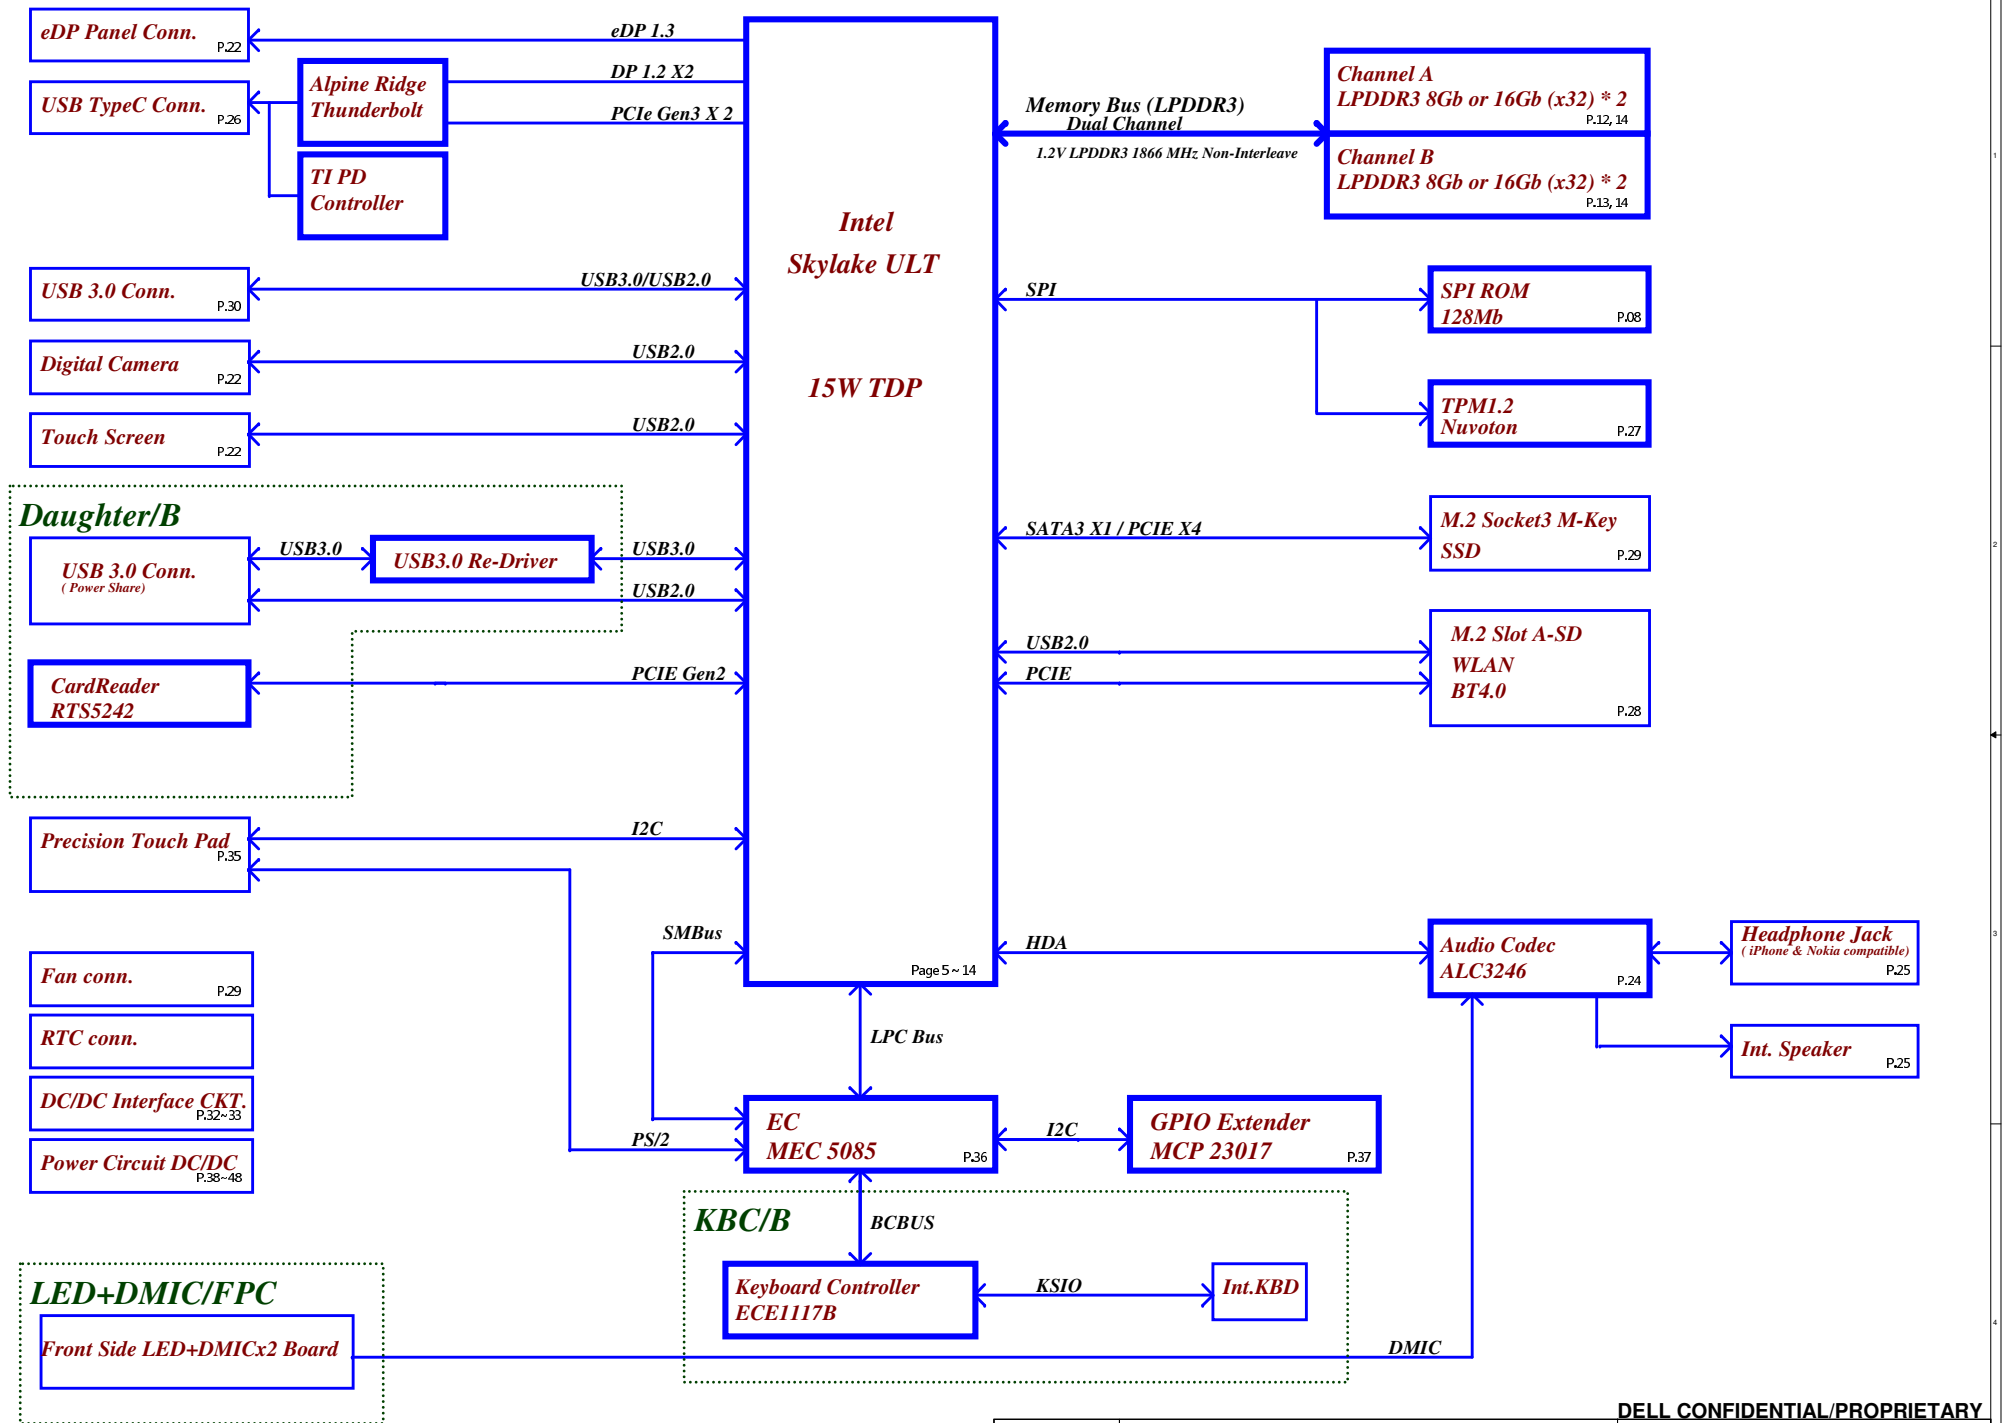 eDP Panel Conn.
P.22
eDP 1.3
USB TypeC Conn.
P.26
Alpine Ridge
Thunderbolt
DP 1.2 X2
PCIe Gen3 X 2
TI PD
Controller
USB 3.0 Conn.
P.30
USB3.0/USB2.0
Digital Camera
P.22
USB2.0
Touch Screen
P.22
USB2.0
Daughter/B
USB 3.0 Conn.
( Power Share)
USB3.0
USB3.0 Re-Driver
USB3.0
USB2.0
CardReader
RTS5242
PCIE Gen2
Precision Touch Pad
P.35
I2C
SMBus
PS/2
Fan conn.
P.29
RTC conn.
DC/DC Interface CKT.
P.32~33
Power Circuit DC/DC
P.38~48
LED+DMIC/FPC
Front Side LED+DMICx2 Board
Intel
Skylake ULT
15W TDP
Page 5 ~ 14
LPC Bus
EC
MEC 5085
P.36
I2C
GPIO Extender
MCP 23017
P.37
KBC/B
BCBUS
Keyboard Controller
ECE1117B
KSIO
Int.KBD
DMIC
Memory Bus (LPDDR3)
Dual Channel
1.2V LPDDR3 1866 MHz Non-Interleave
Channel A
LPDDR3 8Gb or 16Gb (x32) * 2
P.12, 14
Channel B
LPDDR3 8Gb or 16Gb (x32) * 2
P.13, 14
SPI
SPI ROM
128Mb
P.08
TPM1.2
Nuvoton
P.27
SATA3 X1 / PCIE X4
M.2 Socket3 M-Key
SSD
P.29
USB2.0
PCIE
M.2 Slot A-SD
WLAN
BT4.0
P.28
HDA
Audio Codec
ALC3246
P.24
Headphone Jack
( iPhone & Nokia compatible)
P.25
Int. Speaker
P.25
1
2
3
4
DELL CONFIDENTIAL/PROPRIETARY